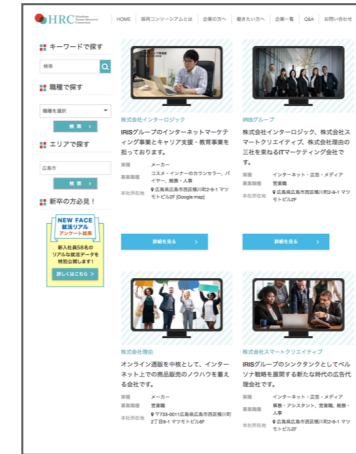 HRC
HOME
採用コンソーシアムとは
企業の方へ
働きたい方へ
企業一覧
Q&A
お問い合わせ
キーワードで探す
検索
職種で探す
職種を選択
検 索 ›
エリアで探す
広島市
検 索 ›
新卒の方必見！
NEW FACE
就活リアル
アンケート結果
新入社員58名の
リアルな就活データを
特別公開します！
詳しくはこちら >
株式会社インターロジック
IRISグループのインターネットマーケテ
ィング事業とキャリア支援・教育事業を
担っております。
業種 メーカー
募集職種 コスメ・インナーのカウンセラー、バ
イヤー、総務・人事
本社所在地 広島県広島市西区横川町2-9-1 マツ
モトビル2F [Google map]
詳細を見る ›
IRISグループ
株式会社インターロジック、株式会社ス
マートクリエイティブ、株式会社理由の
三社を束ねるITマーケティング会社で
す。
業種 インターネット・広告・メディア
募集職種 営業職
本社所在地 広島県広島市西区横川町2-9-1 マツ
モトビル2F
詳細を見る ›
株式会社理由
オンライン通販を中核として、インター
ネット上での商品販売のノウハウを蓄え
る会社です。
業種 メーカー
募集職種 営業職
本社所在地 〒733-0011広島県広島市西区横川町
2丁目9-1 マツモトビル2F
株式会社スマートクリエイティブ
IRISグループのシンクタンクとしてペル
ソナ戦略を展開する新たな時代の広告代
理会社です。
業種 インターネット・広告・メディア
募集職種 事務・アシスタント、営業職、総務・
人事
本社所在地 広島県広島市西区横川町2-9-1 マツ
モトビル2F